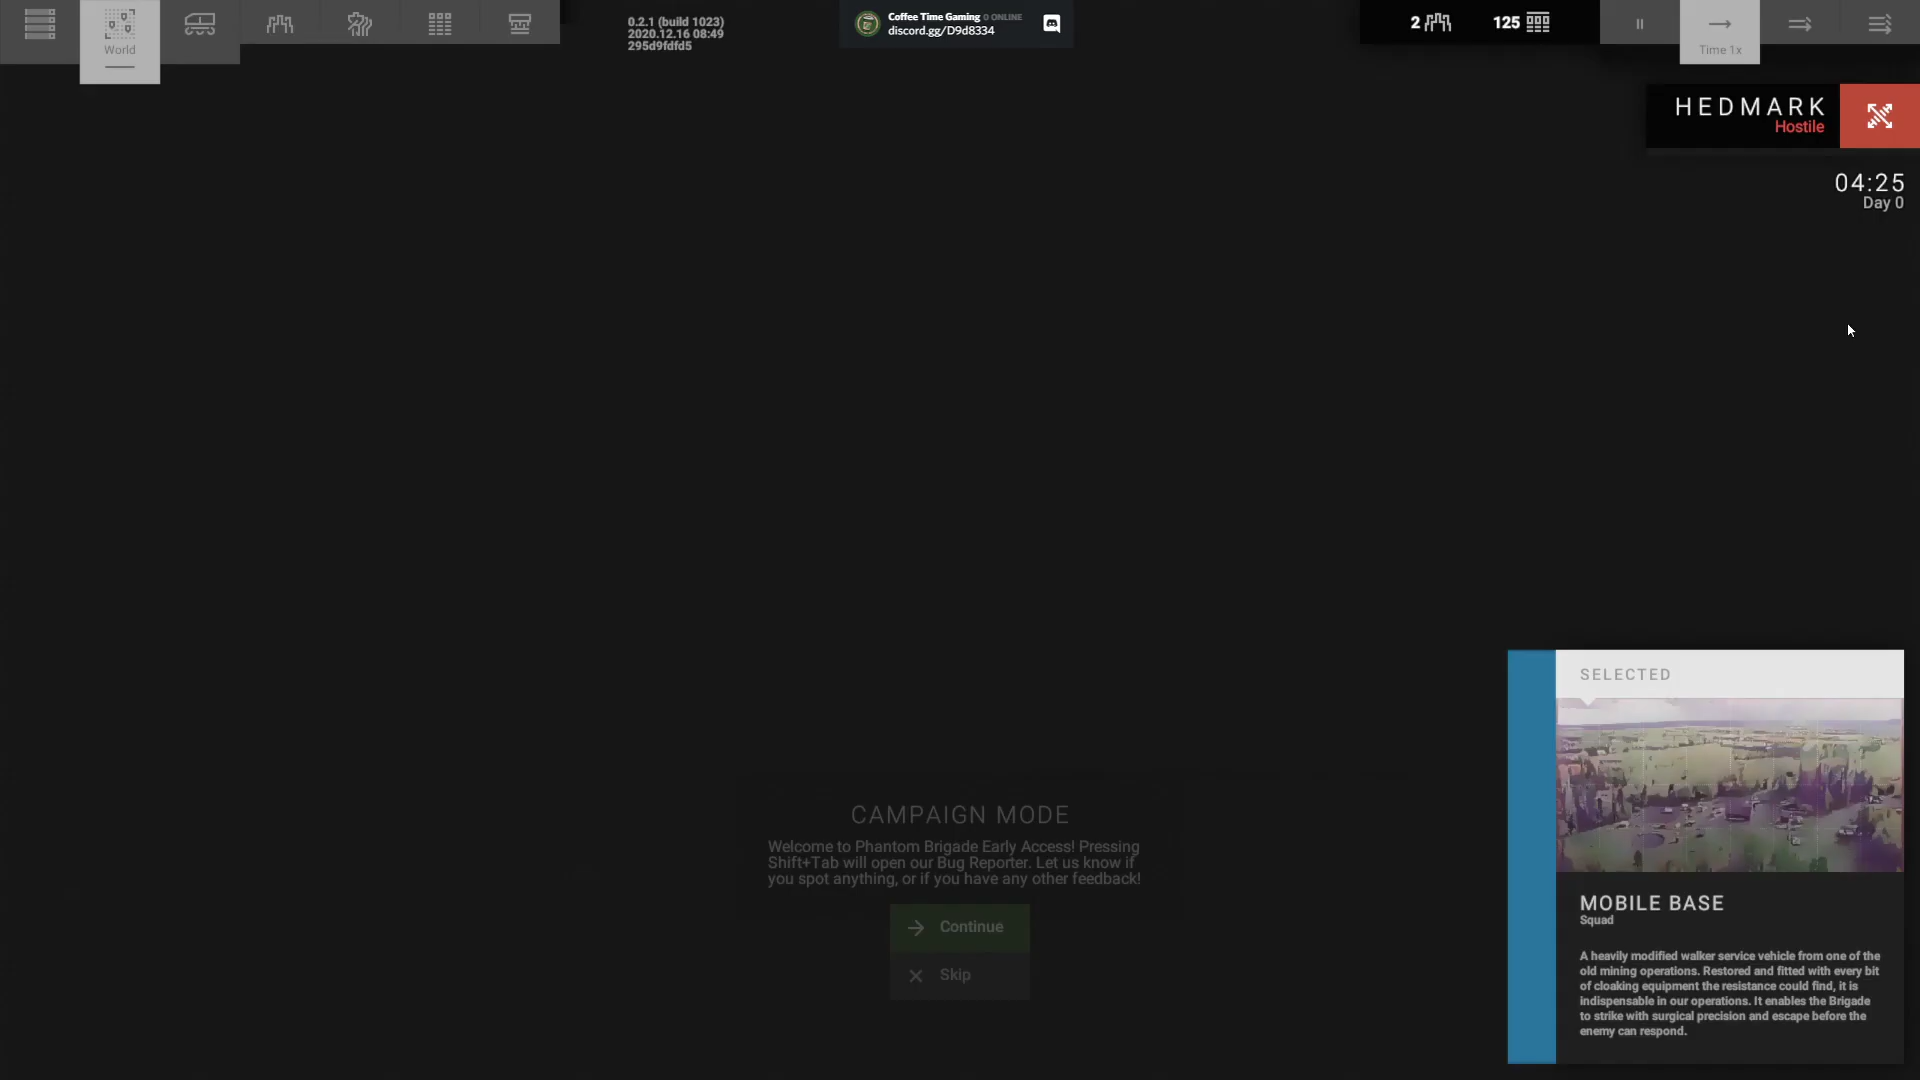 World
0.2.1 (build 1023)
2020.12.16 08:49
295d9fdfd5
Coffee Time Gaming 0 ONLINE
discord.gg/D9d8334
2
125
Time 1x
HEDMARK
Hostile
04:25
Day 0
CAMPAIGN MODE
Welcome to Phantom Brigade Early Access! Pressing
Shift+Tab will open our Bug Reporter. Let us know if
you spot anything, or if you have any other feedback!
Continue
Skip
SELECTED
MOBILE BASE
Squad
A heavily modified walker service vehicle from one of the
old mining operations. Restored and fitted with every bit
of cloaking equipment the resistance could find, it is
indispensable in our operations. It enables the Brigade
to strike with surgical precision and escape before the
enemy can respond.